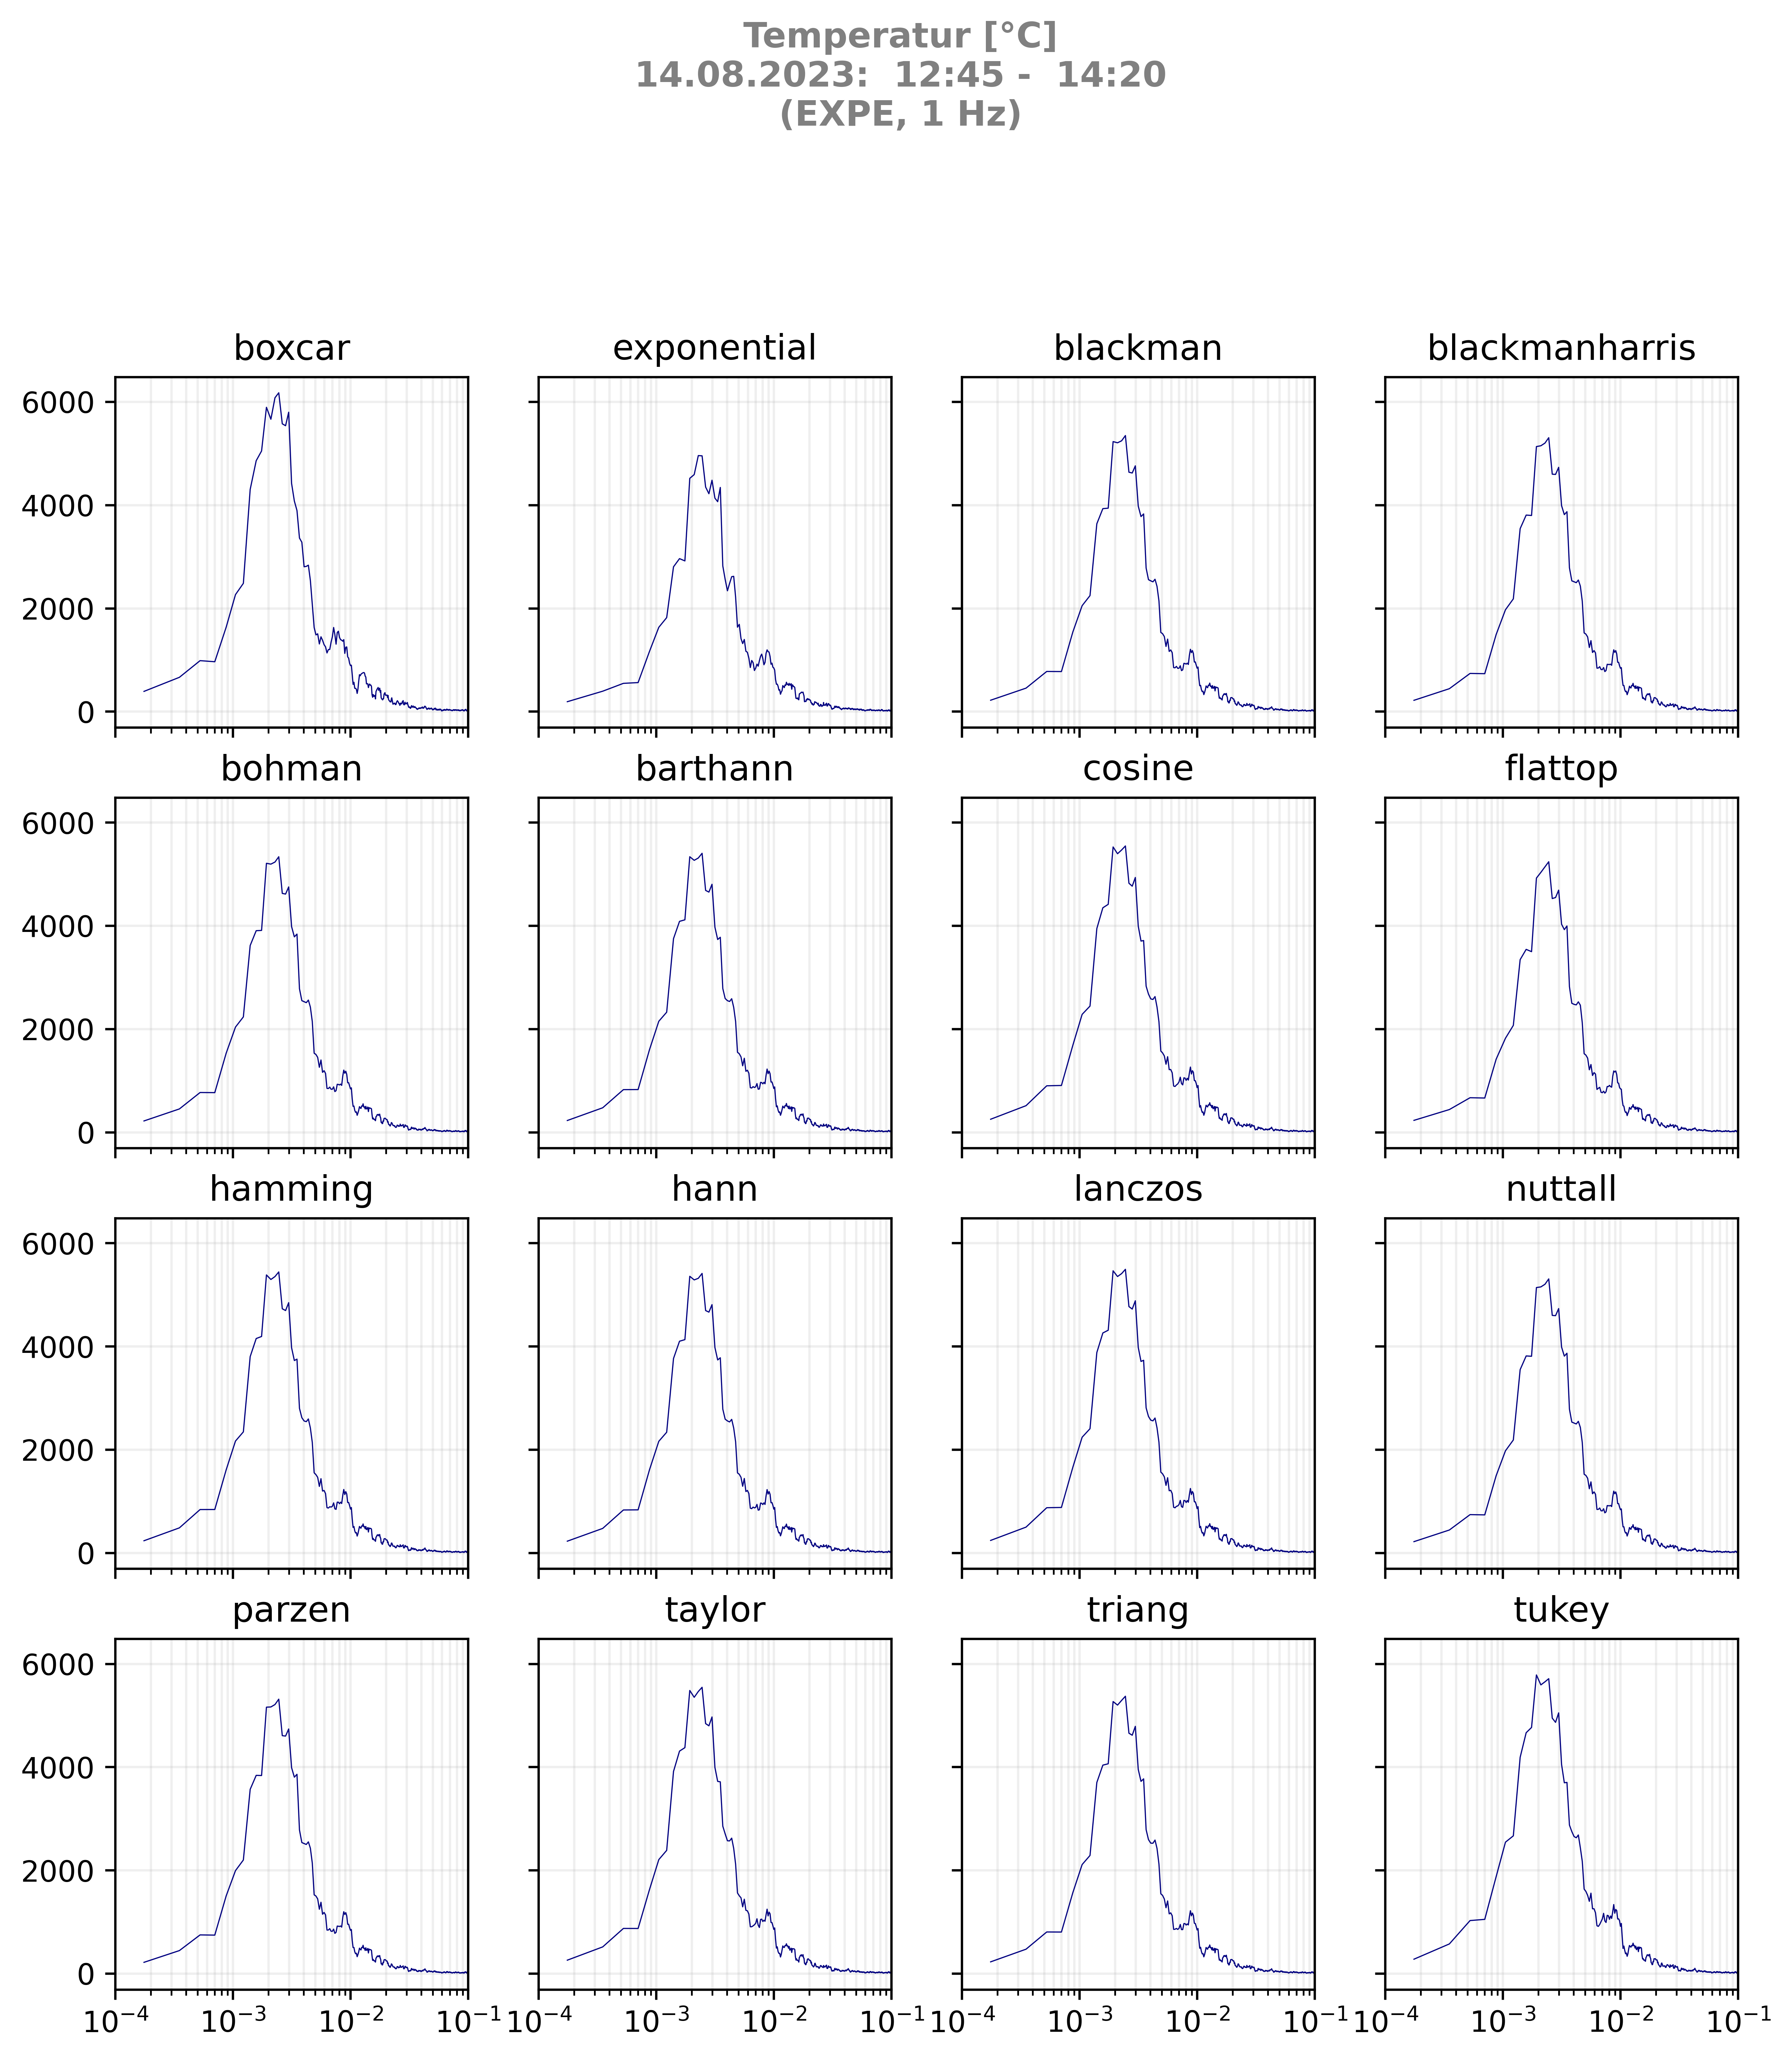 Temperatur [°C]
14.08.2023:  12:45 -  14:20
(EXPE, 1 Hz)
boxcar exponential blackman blackmanharris
6000
4000
2000
0
bohman barthann cosine flattop
6000
4000
2000
0
hamming hann lanczos nuttall
6000
4000
2000
0
parzen taylor triang tukey
6000
4000
2000
0
10⁻⁴ 10⁻³ 10⁻² 10⁻¹ 10⁻⁴ 10⁻³ 10⁻² 10⁻¹ 10⁻⁴ 10⁻³ 10⁻² 10⁻¹ 10⁻⁴ 10⁻³ 10⁻² 10⁻¹